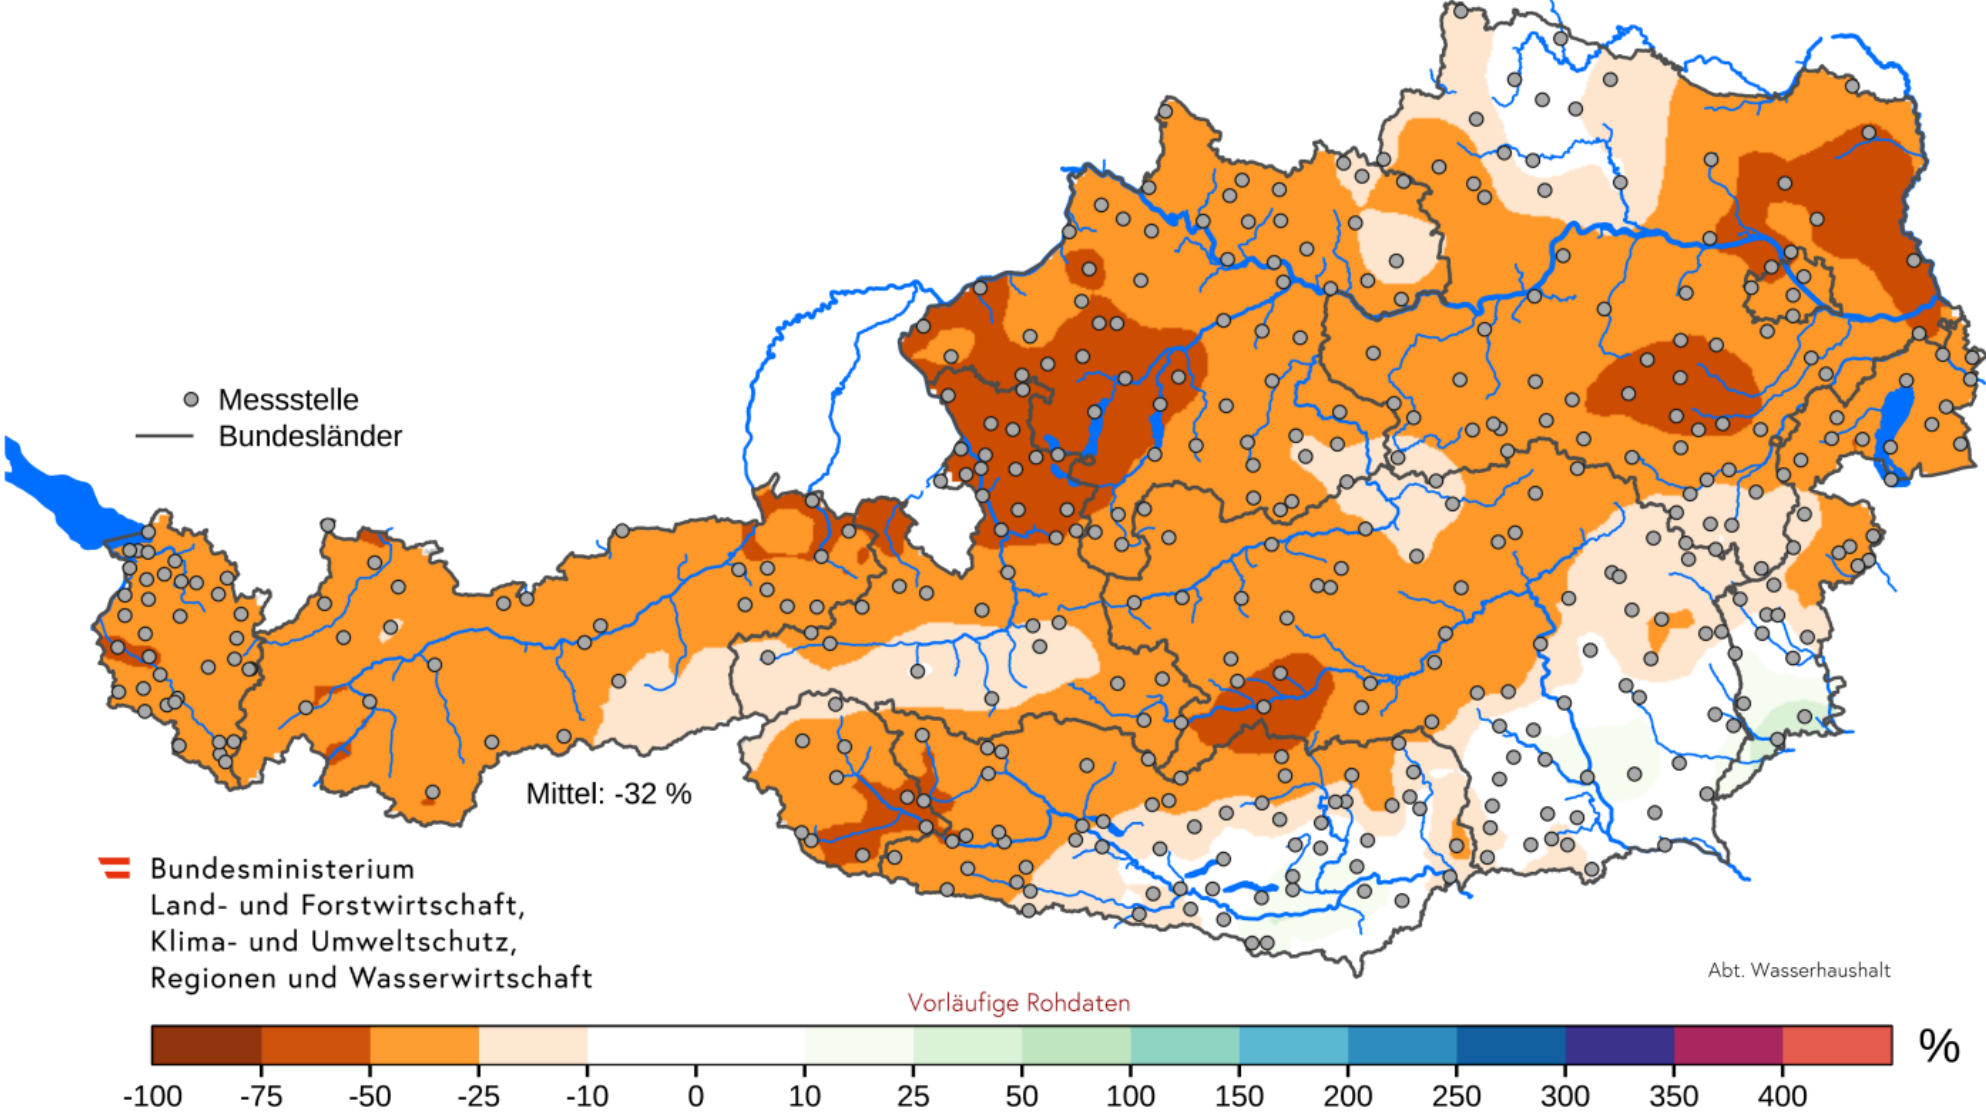 Messstelle
Bundesländer
Mittel: -32 %
Bundesministerium
Land- und Forstwirtschaft,
Klima- und Umweltschutz,
Regionen und Wasserwirtschaft
Abt. Wasserhaushalt
Vorläufige Rohdaten
%
-100 -75 -50 -25 -10 0 10 25 50 100 150 200 250 300 350 400